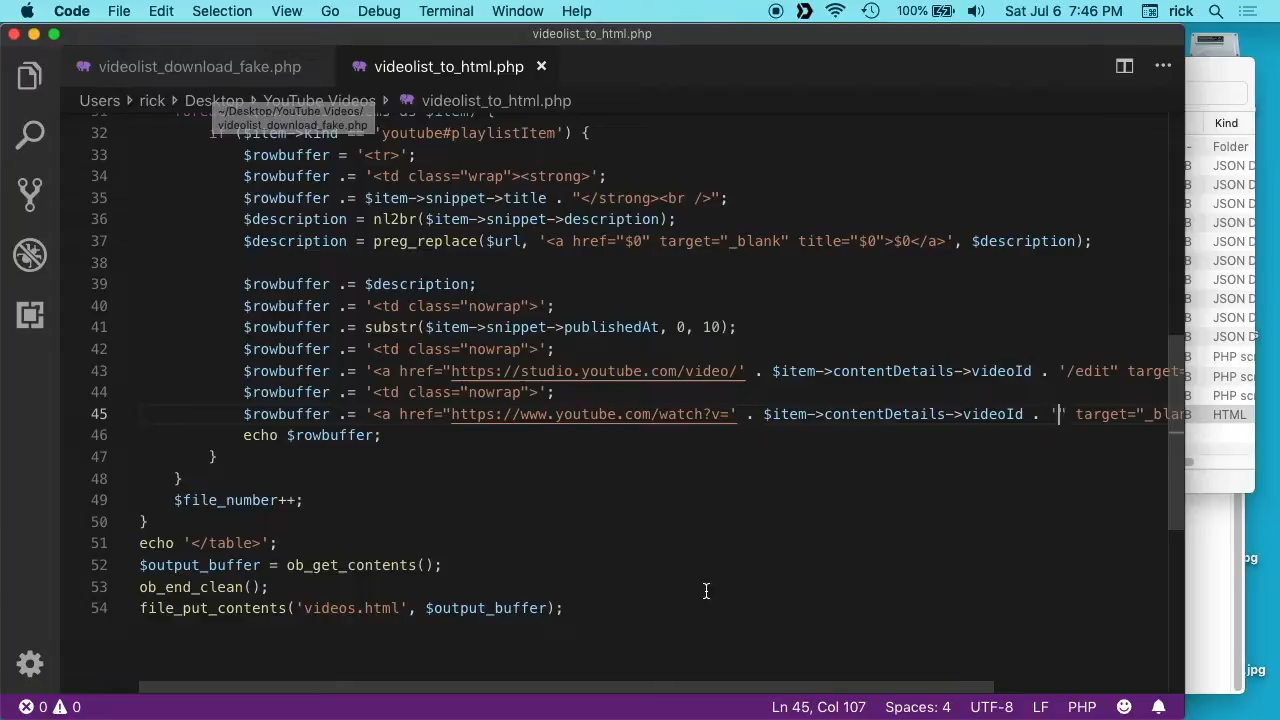 Code File Edit Selection View Go Debug Terminal Window Help 100% Sat Jul 6 7:46 PM rick
videolist_to_html.php
videolist_download_fake.php videolist_to_html.php
Users rick Desktop YouTube Videos videolist_to_html.php
~/Desktop/YouTube Videos/
videolist_download_fake.php
32 if ($item->kind == 'youtube#playlistItem') {
33 $rowbuffer = '<tr>';
34 $rowbuffer .= '<td class="wrap"><strong>';
35 $rowbuffer .= $item->snippet->title . "</strong><br />";
36 $description = nl2br($item->snippet->description);
37 $description = preg_replace($url, '<a href="$0" target="_blank" title="$0">$0</a>', $description);
38
39 $rowbuffer .= $description;
40 $rowbuffer .= '<td class="nowrap">';
41 $rowbuffer .= substr($item->snippet->publishedAt, 0, 10);
42 $rowbuffer .= '<td class="nowrap">';
43 $rowbuffer .= '<a href="https://studio.youtube.com/video/' . $item->contentDetails->videoId . '/edit" target=
44 $rowbuffer .= '<td class="nowrap">';
45 $rowbuffer .= '<a href="https://www.youtube.com/watch?v=' . $item->contentDetails->videoId . '" target="_blan
46 echo $rowbuffer;
47 }
48 }
49 $file_number++;
50 }
51 echo '</table>';
52 $output_buffer = ob_get_contents();
53 ob_end_clean();
54 file_put_contents('videos.html', $output_buffer);
Kind
Folder
B JSON D
B JSON D
B JSON D
B JSON D
B JSON D
B JSON D
B JSON D
B JSON D
B JSON D
B JSON D
B PHP scr
B PHP scr
B PHP scr
B HTML
pg
jpg
0 0 Ln 45, Col 107 Spaces: 4 UTF-8 LF PHP